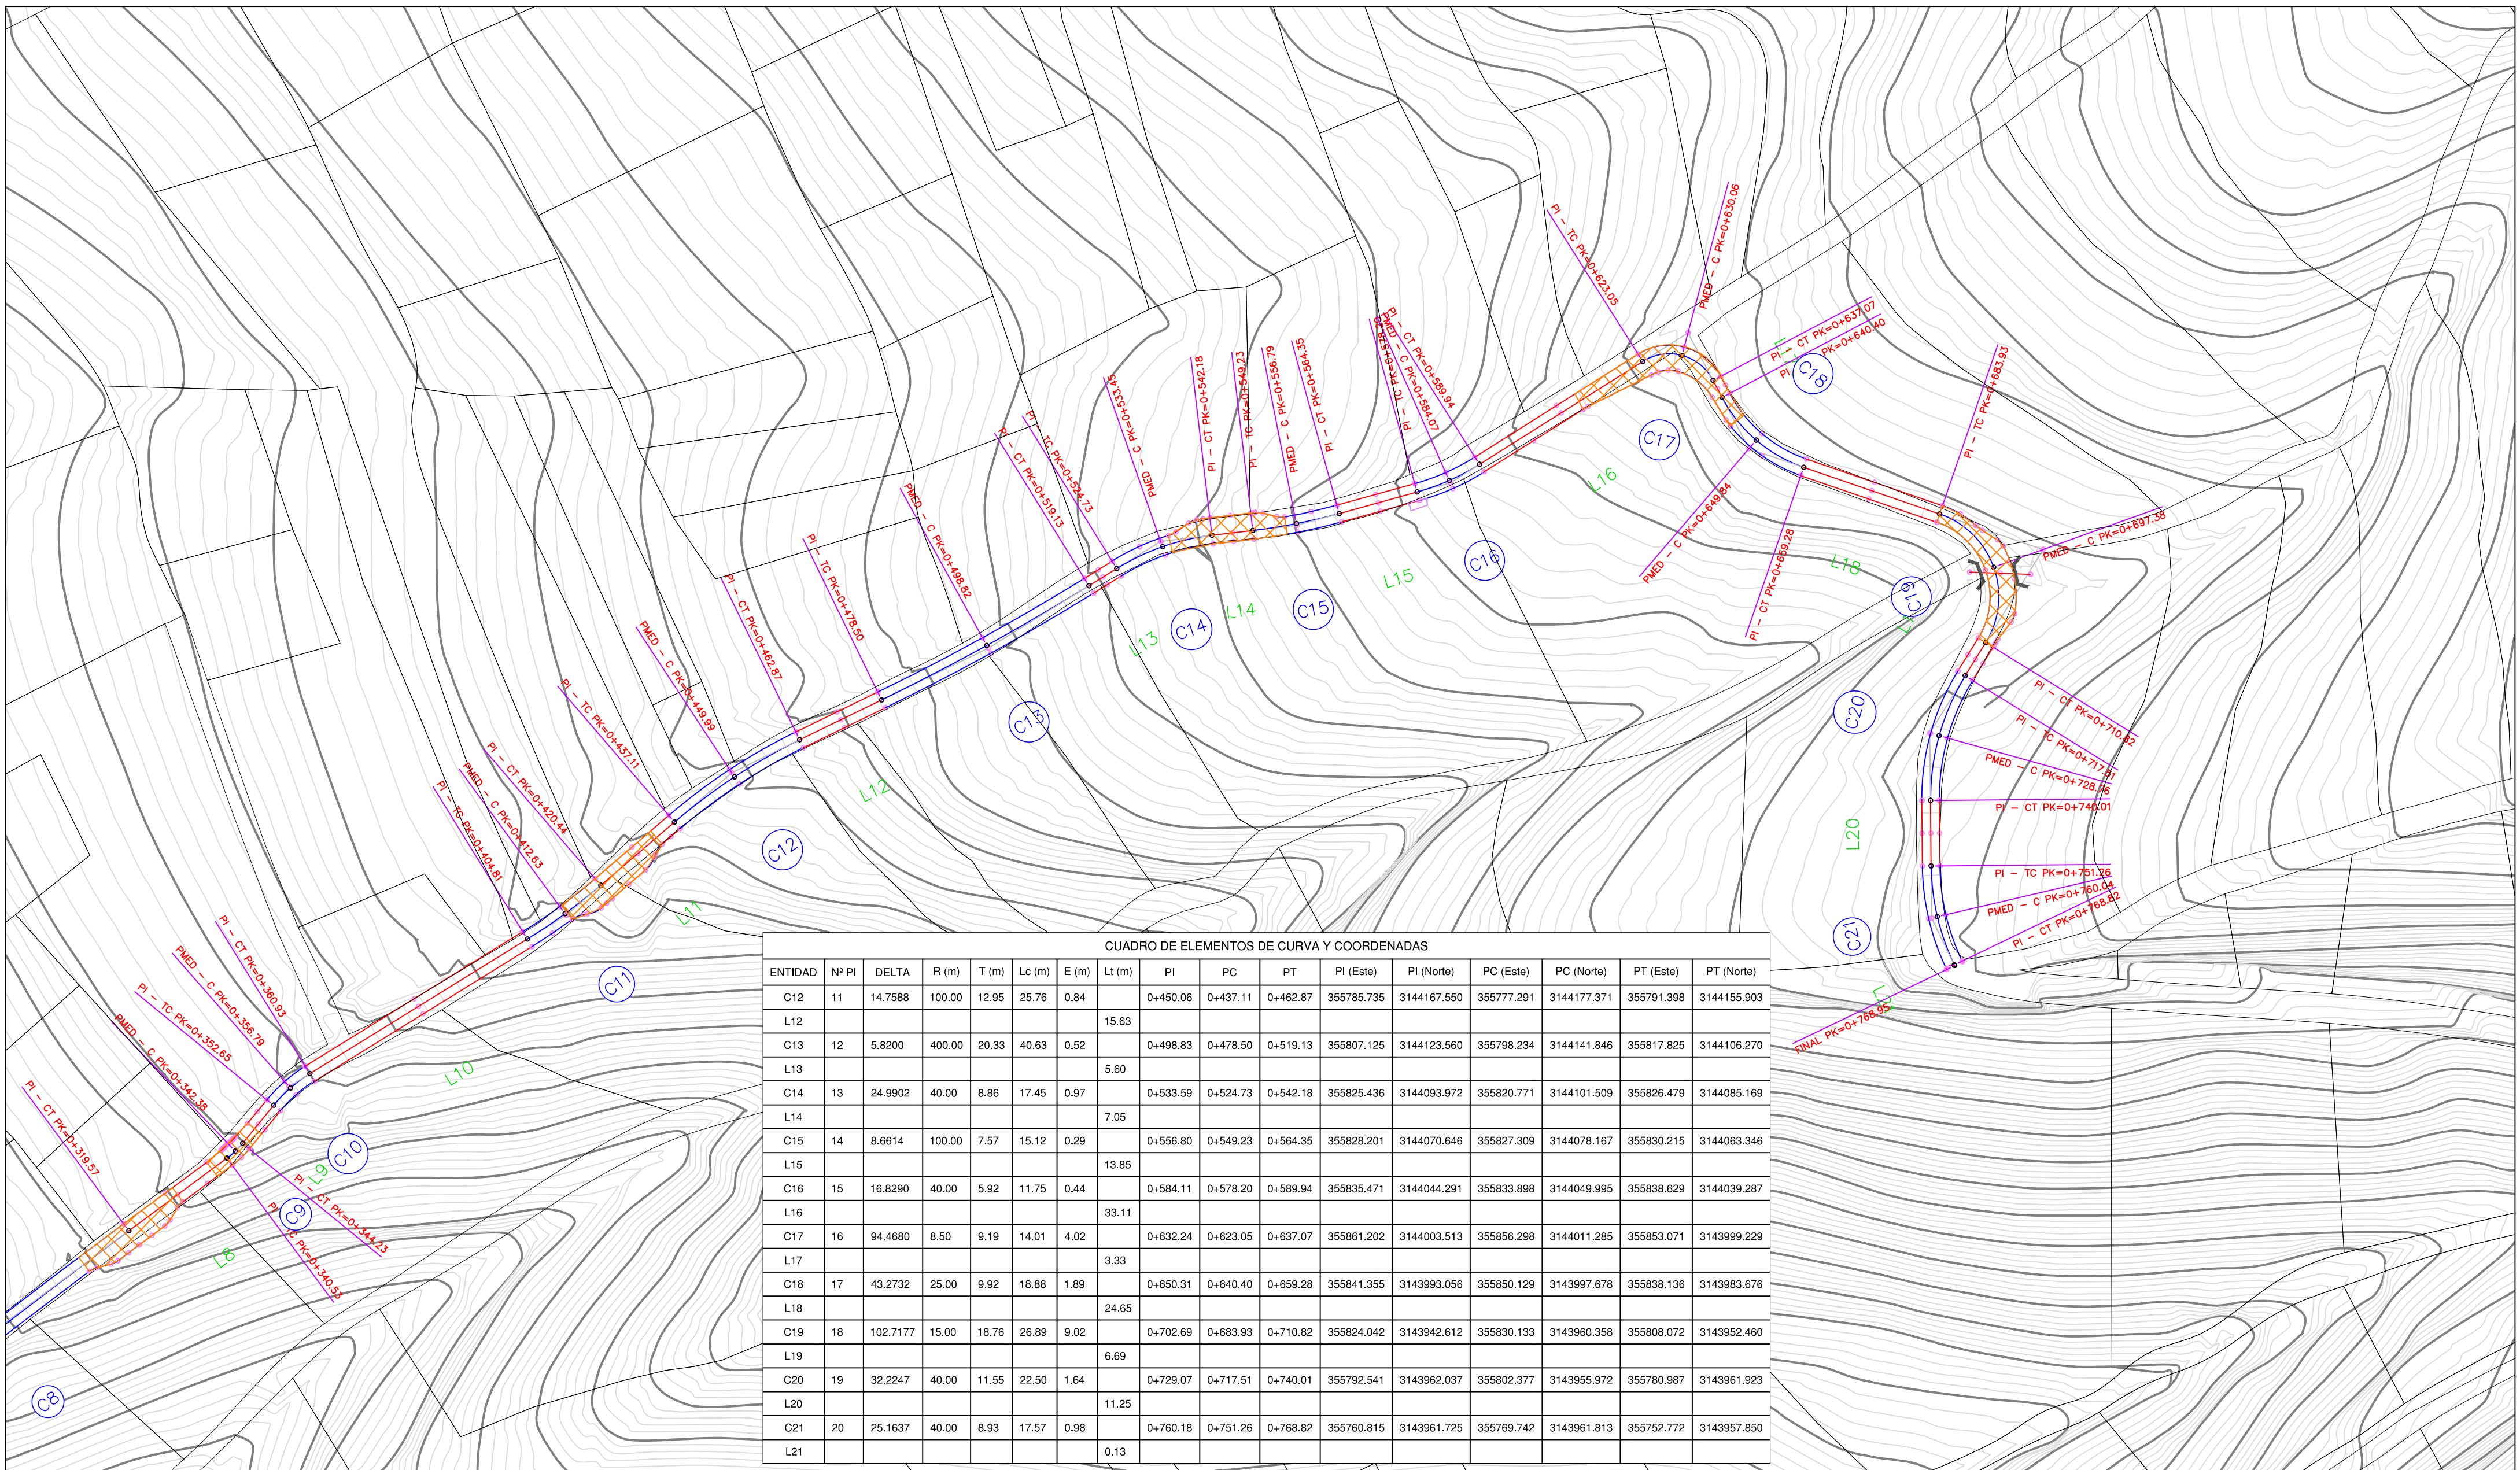 PI - TC PK=0+623.05
PMED - C PK=0+630.06
PI - CT PK=0+637.07
PI - PK=0+640.40
C18
PI - TC PK=0+683.93
PMED - C PK=0+533.45
PI - CT PK=0+542.18
PI - TC PK=0+549.23
PMED - C PK=0+556.79
PI - CT PK=0+564.35
PI - TC PK=0+578.20
PMED - C PK=0+584.07
PI - CT PK=0+589.94
PI - CT PK=0+519.13
PI - TC PK=0+524.73
PMED - C PK=0+498.82
PI - TC PK=0+478.50
PI - CT PK=0+462.87
PMED - C PK=0+449.99
PI - TC PK=0+437.11
PI - CT PK=0+420.44
PMED - C PK=0+412.63
PI - TC PK=0+404.81
C17
L16
PMED - C PK=0+649.84
PI - CT PK=0+659.28
L18
PMED - C PK=0+697.38
C19
C16
L15
C15
L14
C14
L13
C13
L12
C12
L11
C11
L10
C20
PI - CT PK=0+710.82
PI - TC PK=0+717.51
PMED - C PK=0+728.76
PI - CT PK=0+740.01
L20
PI - TC PK=0+751.26
PMED - C PK=0+760.04
PI - CT PK=0+768.82
C21
FINAL PK=0+768.95
PI - CT PK=0+360.93
PMED - C PK=0+356.79
PI - TC PK=0+352.65
PMED - C PK=0+342.38
PI - CT PK=0+319.57
C10
L9
PI - CT PK=0+344.23
C9
PI - C PK=0+340.53
L8
C8
CUADRO DE ELEMENTOS DE CURVA Y COORDENADAS
ENTIDAD Nº PI DELTA R (m) T (m) Lc (m) E (m) Lt (m) PI PC PT PI (Este) PI (Norte) PC (Este) PC (Norte) PT (Este) PT (Norte)
C12 11 14.7588 100.00 12.95 25.76 0.84 0+450.06 0+437.11 0+462.87 355785.735 3144167.550 355777.291 3144177.371 355791.398 3144155.903
L12 15.63
C13 12 5.8200 400.00 20.33 40.63 0.52 0+498.83 0+478.50 0+519.13 355807.125 3144123.560 355798.234 3144141.846 355817.825 3144106.270
L13 5.60
C14 13 24.9902 40.00 8.86 17.45 0.97 0+533.59 0+524.73 0+542.18 355825.436 3144093.972 355820.771 3144101.509 355826.479 3144085.169
L14 7.05
C15 14 8.6614 100.00 7.57 15.12 0.29 0+556.80 0+549.23 0+564.35 355828.201 3144070.646 355827.309 3144078.167 355830.215 3144063.346
L15 13.85
C16 15 16.8290 40.00 5.92 11.75 0.44 0+584.11 0+578.20 0+589.94 355835.471 3144044.291 355833.898 3144049.995 355838.629 3144039.287
L16 33.11
C17 16 94.4680 8.50 9.19 14.01 4.02 0+632.24 0+623.05 0+637.07 355861.202 3144003.513 355856.298 3144011.285 355853.071 3143999.229
L17 3.33
C18 17 43.2732 25.00 9.92 18.88 1.89 0+650.31 0+640.40 0+659.28 355841.355 3143993.056 355850.129 3143997.678 355838.136 3143983.676
L18 24.65
C19 18 102.7177 15.00 18.76 26.89 9.02 0+702.69 0+683.93 0+710.82 355824.042 3143942.612 355830.133 3143960.358 355808.072 3143952.460
L19 6.69
C20 19 32.2247 40.00 11.55 22.50 1.64 0+729.07 0+717.51 0+740.01 355792.541 3143962.037 355802.377 3143955.972 355780.987 3143961.923
L20 11.25
C21 20 25.1637 40.00 8.93 17.57 0.98 0+760.18 0+751.26 0+768.82 355760.815 3143961.725 355769.742 3143961.813 355752.772 3143957.850
L21 0.13